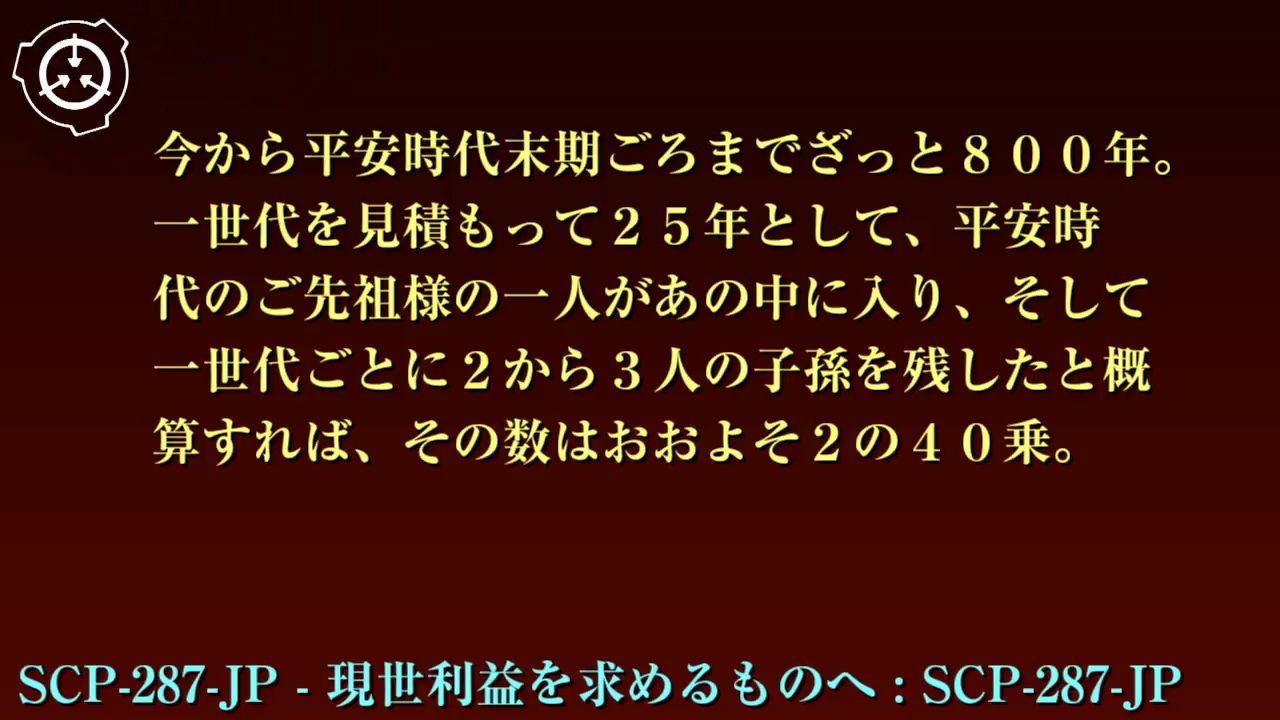 今から平安時代末期ごろまでざっと８００年。
一世代を見積もって２５年として、平安時
代のご先祖様の一人があの中に入り、そして
一世代ごとに２から３人の子孫を残したと概
算すれば、その数はおおよそ２の４０乗。
SCP-287-JP - 現世利益を求めるものへ : SCP-287-JP